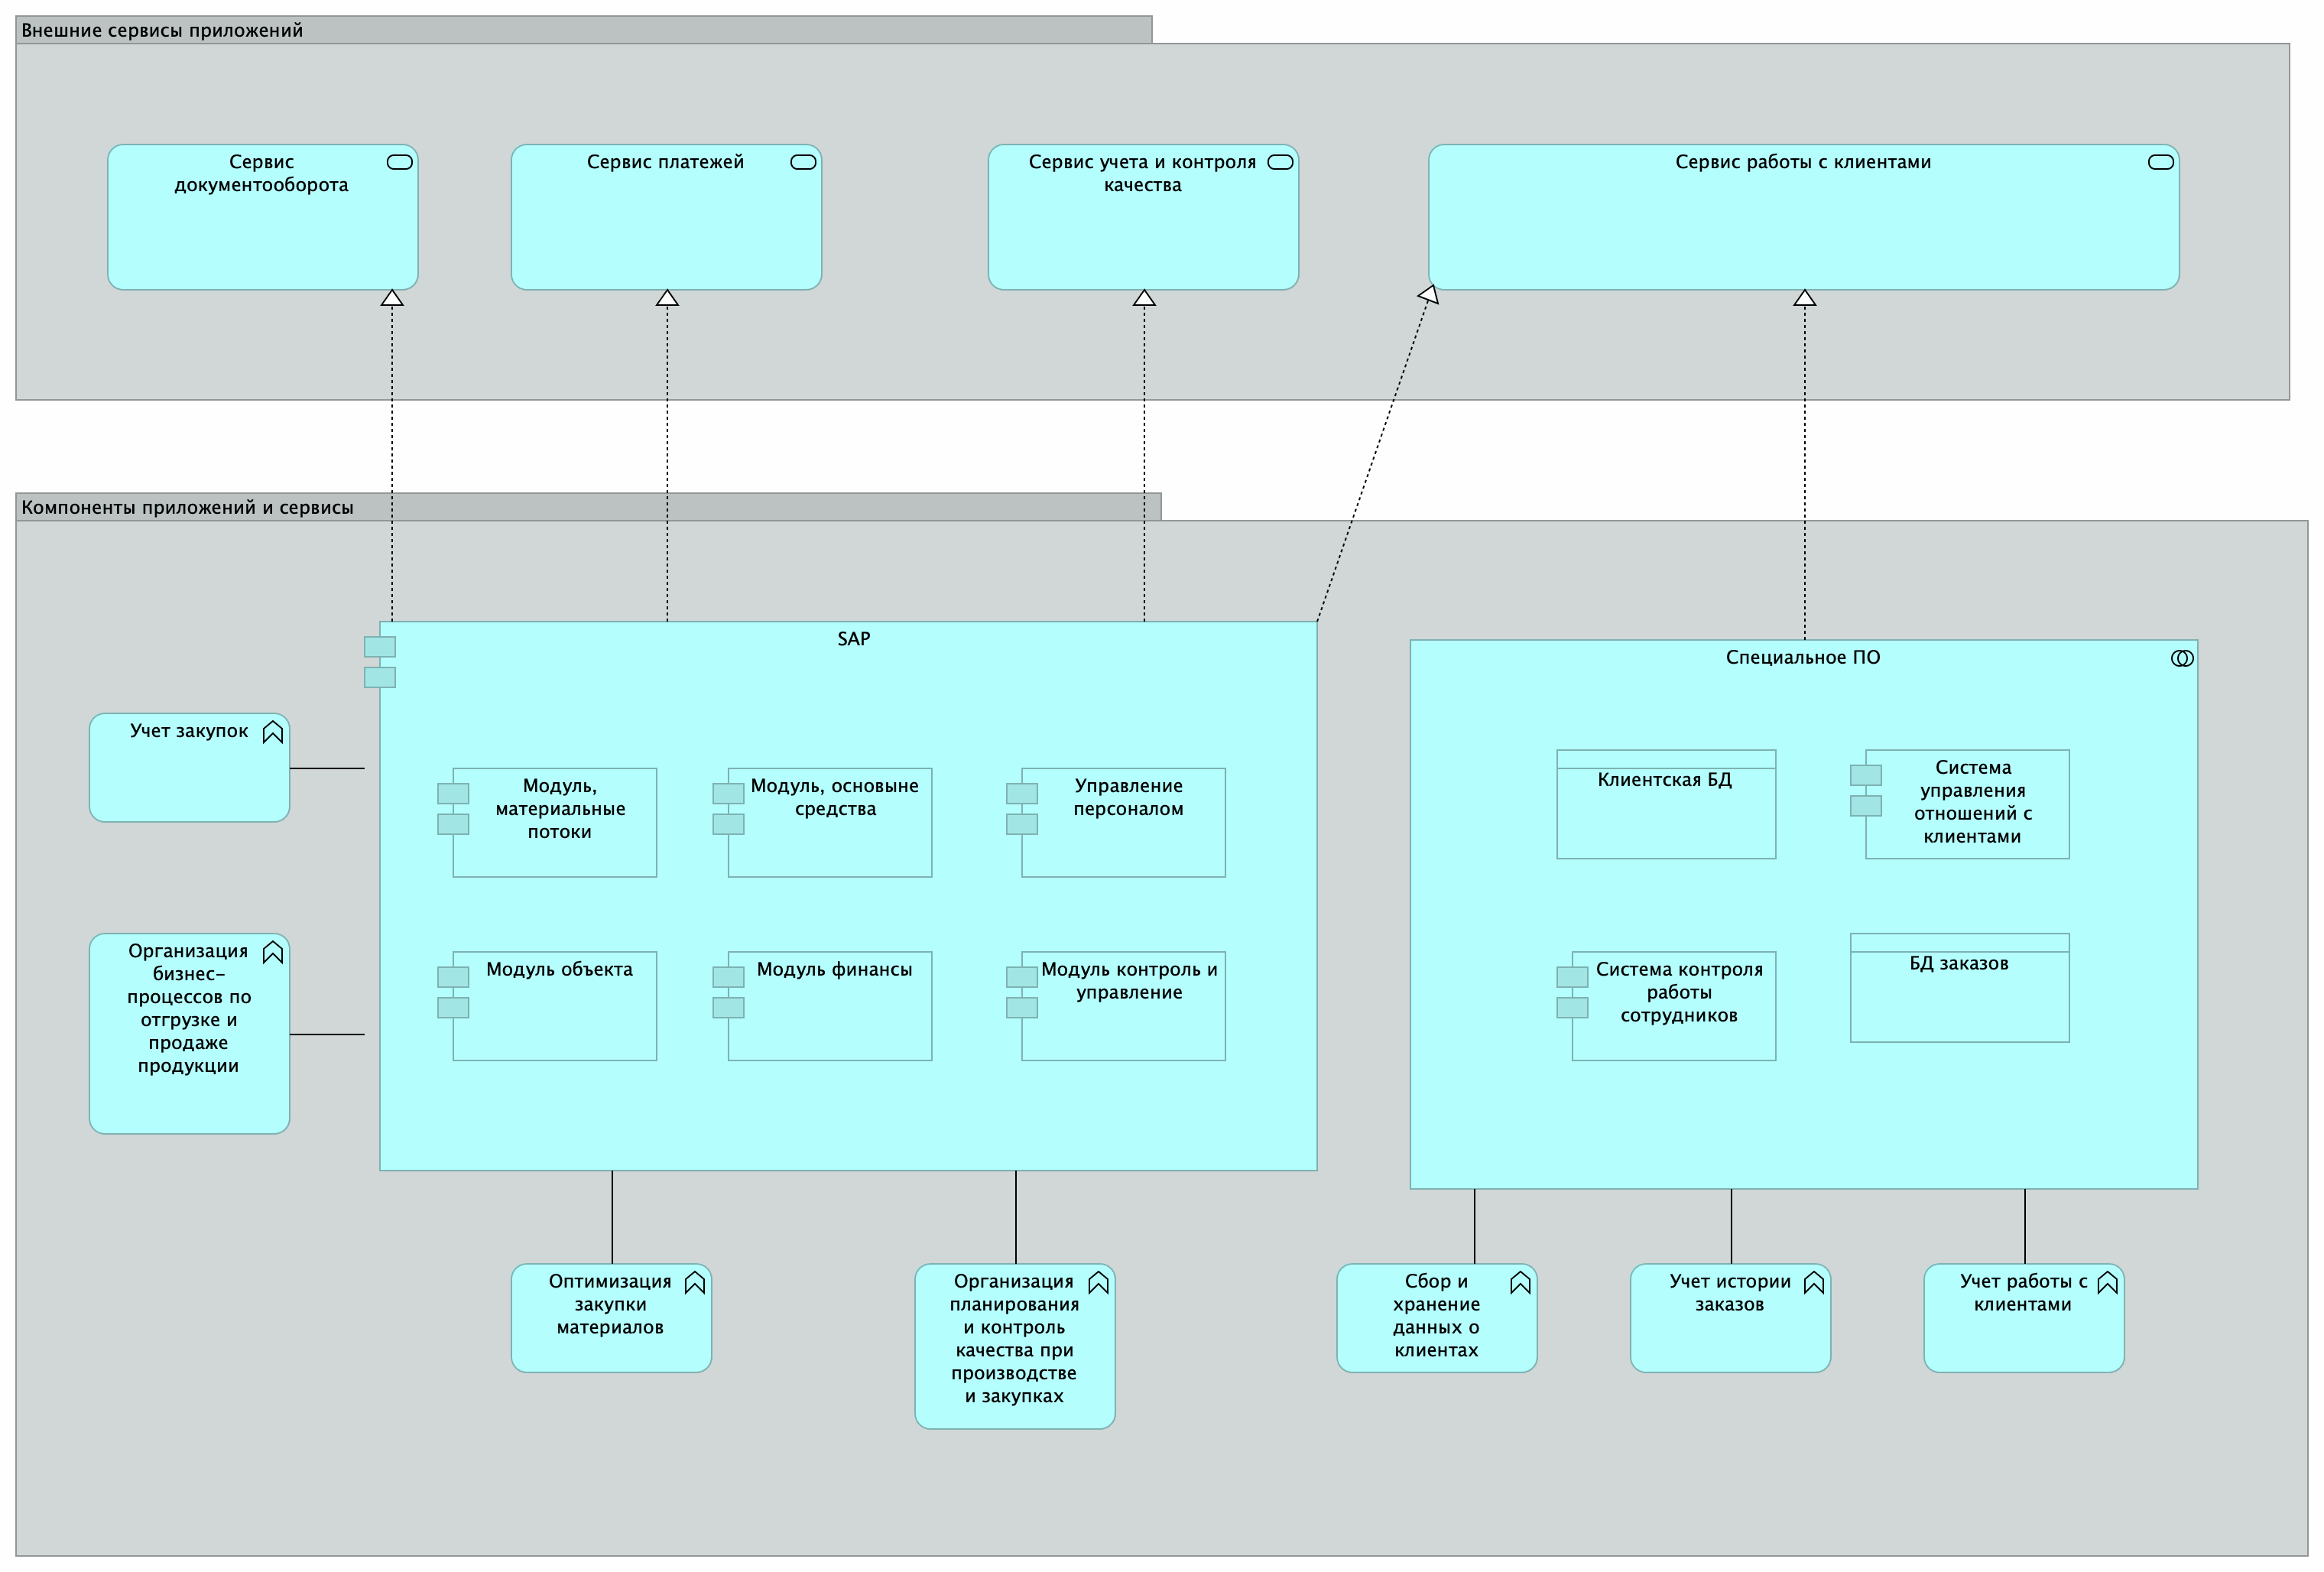 Внешние сервисы приложений
Сервис
документооборота
Сервис платежей
Сервис учета и контроля
качества
Сервис работы с клиентами
Компоненты приложений и сервисы
SAP
Специальное ПО
Учет закупок
Модуль,
материальные
потоки
Модуль, основыне
средства
Управление
персоналом
Клиентская БД
Система
управления
отношений с
клиентами
Организация
бизнес-
процессов по
отгрузке и
продаже
продукции
Модуль объекта
Модуль финансы
Модуль контроль и
управление
Система контроля
работы
сотрудников
БД заказов
Оптимизация
закупки
материалов
Организация
планирования
и контроль
качества при
производстве
и закупках
Сбор и
хранение
данных о
клиентах
Учет истории
заказов
Учет работы с
клиентами